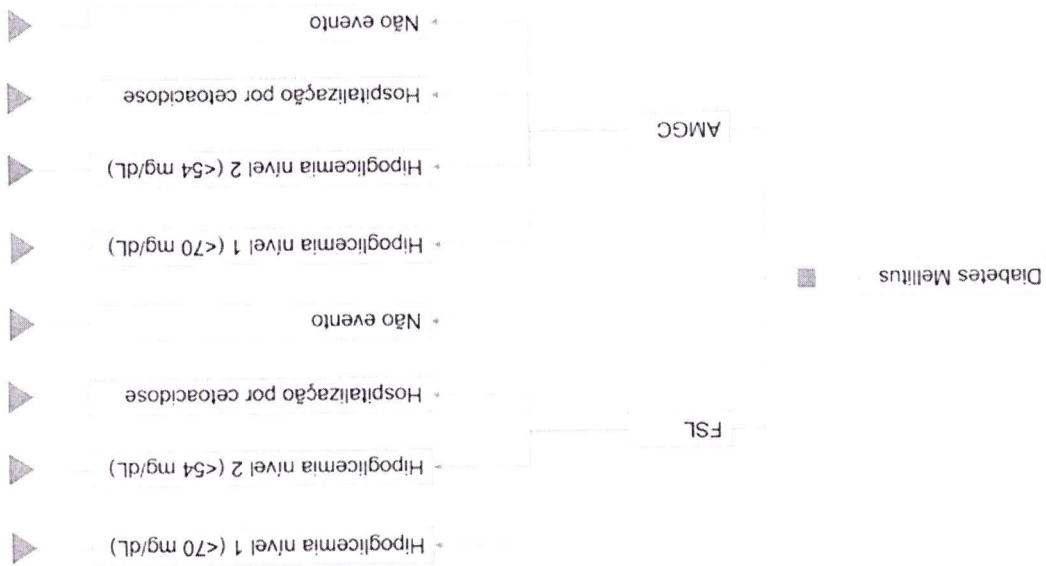 Hipoglicemia nível 1 (<70 mg/dL)
Hipoglicemia nível 2 (<54 mg/dL)
FSL
Hospitalização por cetoacidose
Não evento
Diabetes Mellitus
Hipoglicemia nível 1 (<70 mg/dL)
Hipoglicemia nível 2 (<54 mg/dL)
AMGC
Hospitalização por cetoacidose
Não evento